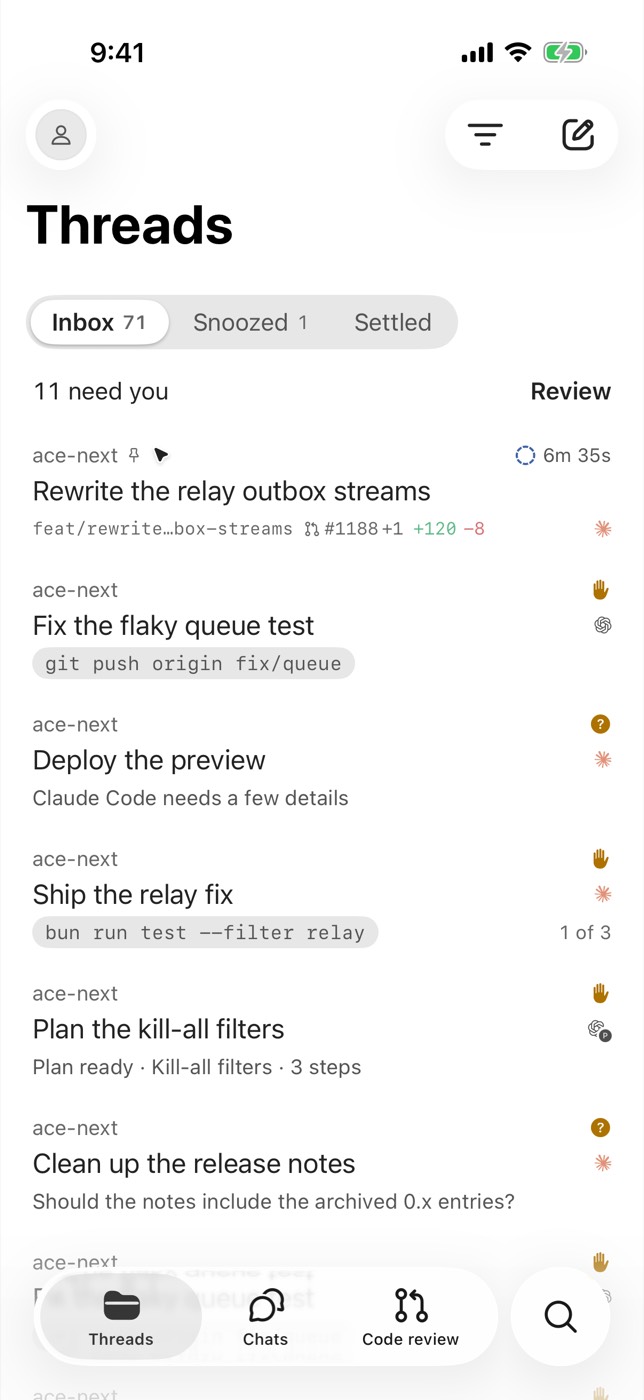 9:41
Threads
Inbox 71 Snoozed 1 Settled
11 need you Review
ace-next 6m 35s
Rewrite the relay outbox streams
feat/rewrite…box-streams #1188 +1 +120 −8
ace-next
Fix the flaky queue test
git push origin fix/queue
ace-next ?
Deploy the preview
Claude Code needs a few details
ace-next
Ship the relay fix
bun run test --filter relay 1 of 3
ace-next
Plan the kill-all filters P
Plan ready · Kill-all filters · 3 steps
ace-next ?
Clean up the release notes
Should the notes include the archived 0.x entries?
ace-next
Threads Chats Code review
ace-next